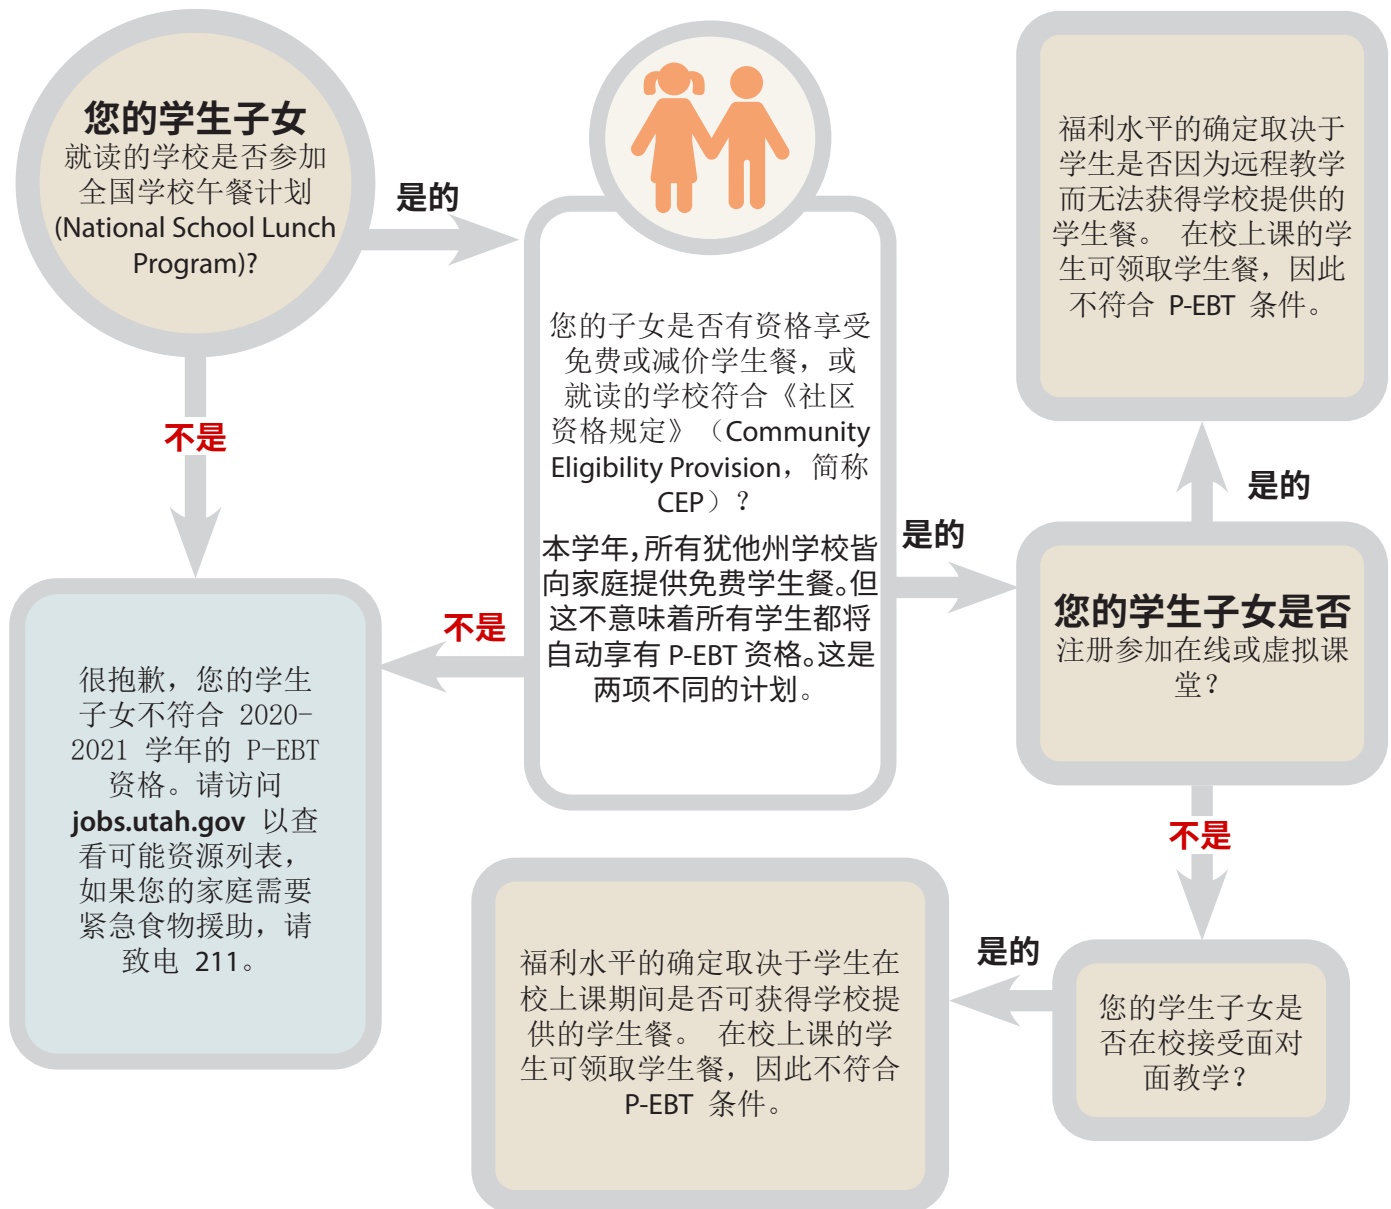 您的学生子女
就读的学校是否参加
全国学校午餐计划
(National School Lunch
Program)?
是的
不是
您的子女是否有资格享受
免费或减价学生餐，或
就读的学校符合《社区
资格规定》（Community
Eligibility Provision，简称
CEP）？
本学年，所有犹他州学校皆
向家庭提供免费学生餐。但
这不意味着所有学生都将
自动享有 P-EBT 资格。这是
两项不同的计划。
不是
是的
很抱歉，您的学生
子女不符合 2020-
2021 学年的 P-EBT
资格。请访问
jobs.utah.gov 以查
看可能资源列表，
如果您的家庭需要
紧急食物援助，请
致电 211。
您的学生子女是否
注册参加在线或虚拟课
堂？
是的
福利水平的确定取决于
学生是否因为远程教学
而无法获得学校提供的
学生餐。 在校上课的学
生可领取学生餐，因此
不符合 P-EBT 条件。
不是
您的学生子女是
否在校接受面对
面教学？
是的
福利水平的确定取决于学生在
校上课期间是否可获得学校提
供的学生餐。 在校上课的学
生可领取学生餐，因此不符合
P-EBT 条件。